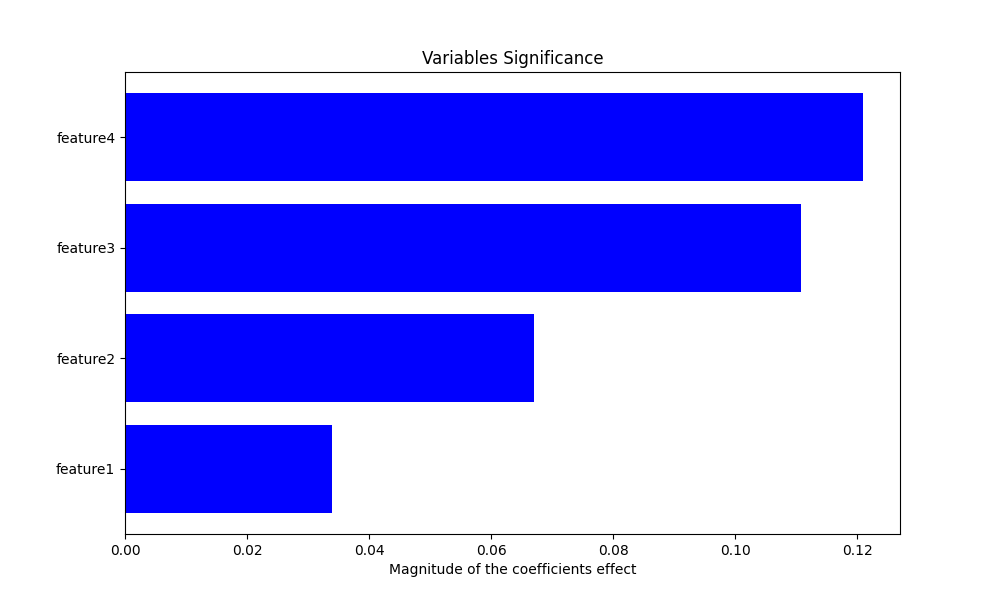 Variables Significance
feature4
feature3
feature2
feature1
0.00 0.02 0.04 0.06 0.08 0.10 0.12
Magnitude of the coefficients effect